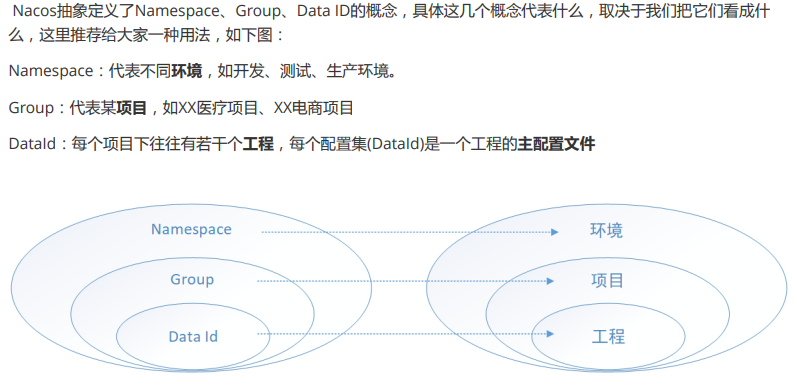 Nacos抽象定义了Namespace、Group、Data ID的概念，具体这几个概念代表什么，取决于我们把它们看成什
么，这里推荐给大家一种用法，如下图：
Namespace：代表不同环境，如开发、测试、生产环境。
Group：代表某项目，如XX医疗项目、XX电商项目
DataId：每个项目下往往有若干个工程，每个配置集(DataId)是一个工程的主配置文件
Namespace
环境
Group
项目
Data Id
工程